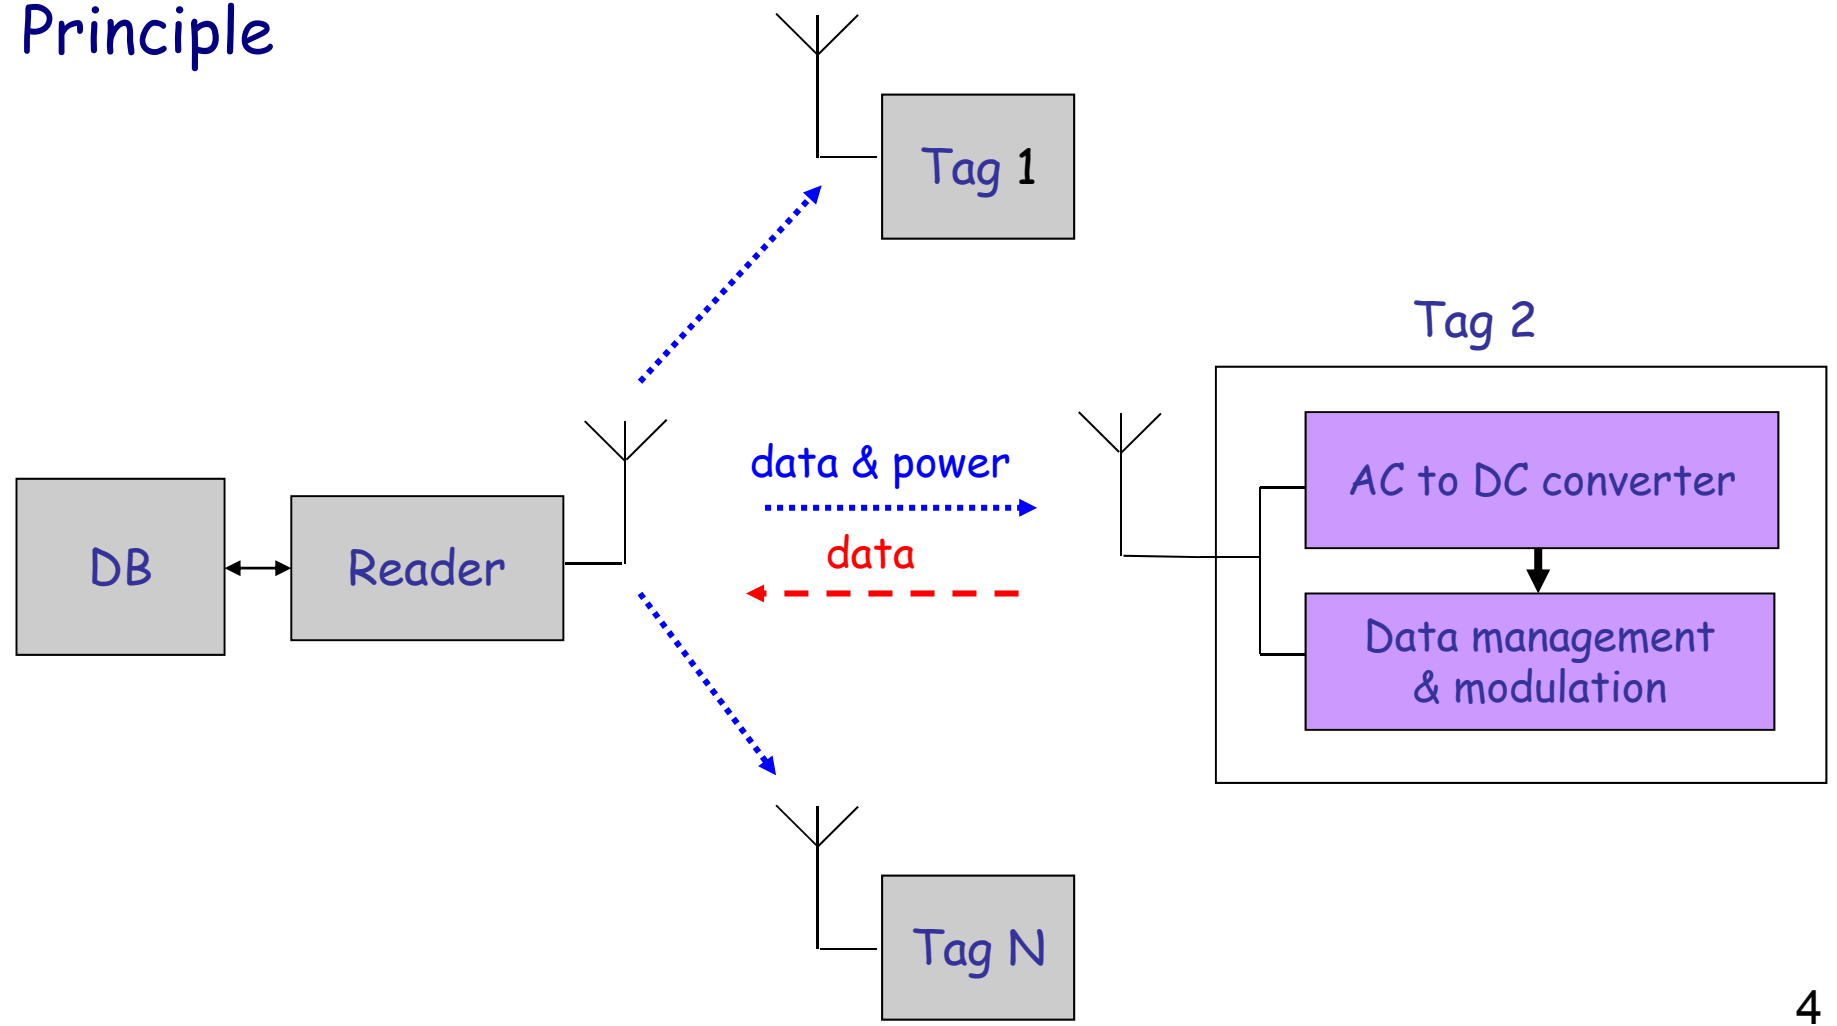 Principle
Tag 1
Tag 2
data & power
AC to DC converter
DB
Reader
data
Data management
& modulation
Tag N
4